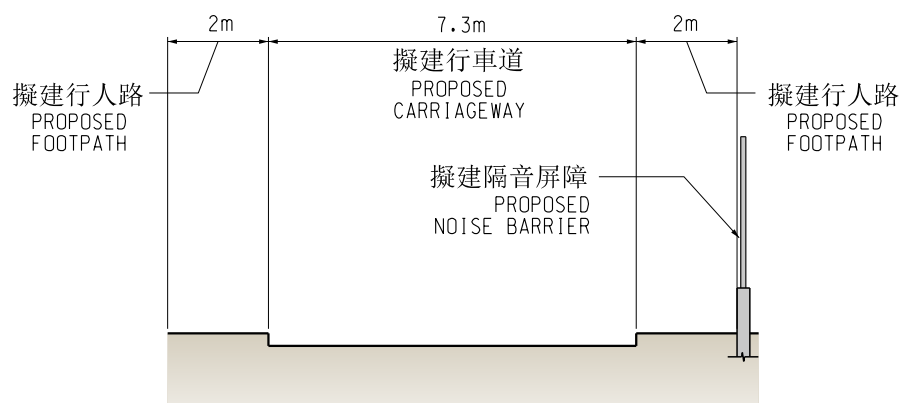 2m
7.3m
2m
擬建行車道
PROPOSED
CARRIAGEWAY
擬建行人路
PROPOSED
FOOTPATH
擬建行人路
PROPOSED
FOOTPATH
擬建隔音屏障
PROPOSED
NOISE BARRIER